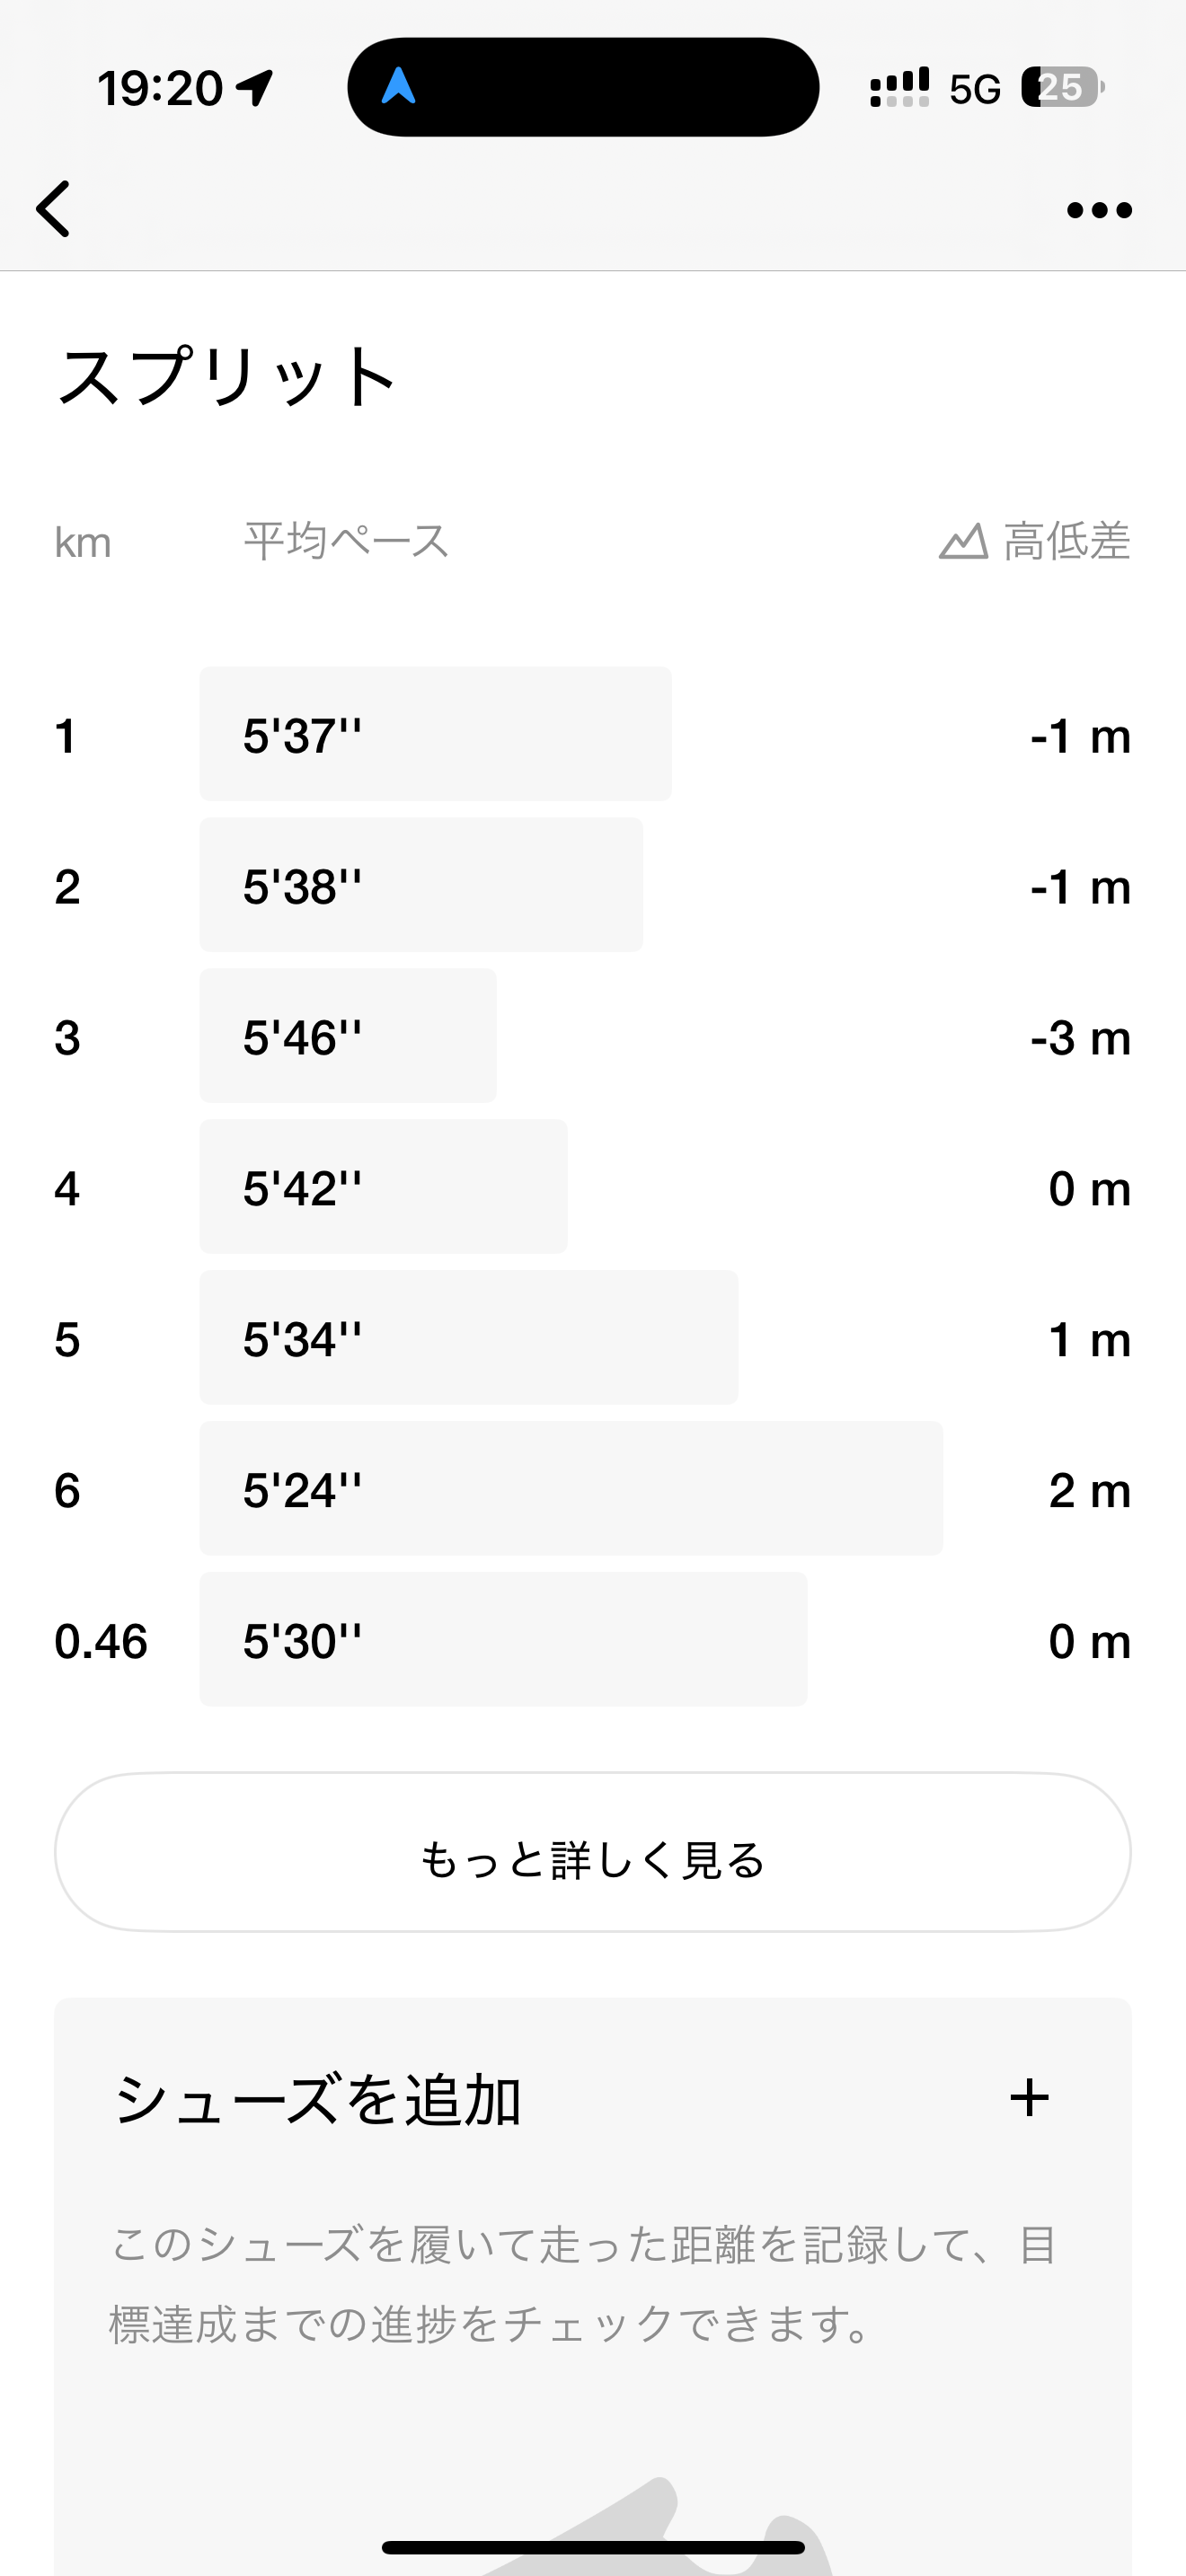 19:20 5G 25
スプリット
km 平均ペース 高低差
1 5'37'' -1 m
2 5'38'' -1 m
3 5'46'' -3 m
4 5'42'' 0 m
5 5'34'' 1 m
6 5'24'' 2 m
0.46 5'30'' 0 m
もっと詳しく見る
シューズを追加 +
このシューズを履いて走った距離を記録して、目
標達成までの進捗をチェックできます。